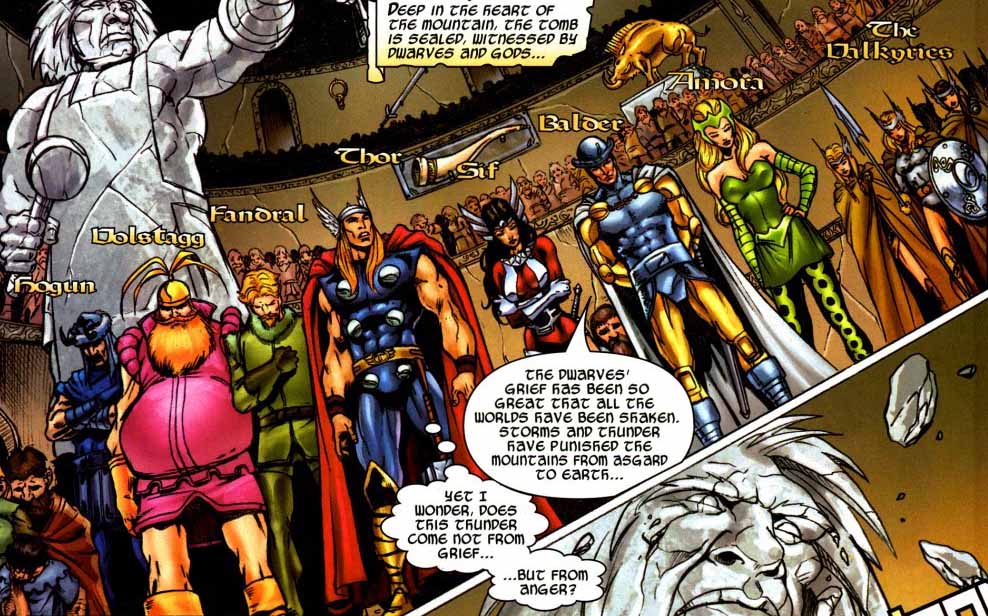 DEEP IN THE HEART OF
THE MOUNTAIN, THE TOMB
IS SEALED, WITNESSED BY
DWARVES AND GODS...
The
Valkyries
Amora
Balder
Thor
Sif
Fandral
Volstagg
Hogun
THE DWARVES'
GRIEF HAS BEEN SO
GREAT THAT ALL THE
WORLDS HAVE BEEN SHAKEN.
STORMS AND THUNDER
HAVE PUNISHED THE
MOUNTAINS FROM ASGARD
TO EARTH...
YET I
WONDER, DOES
THIS THUNDER
COME NOT FROM
GRIEF...
...BUT FROM
ANGER?